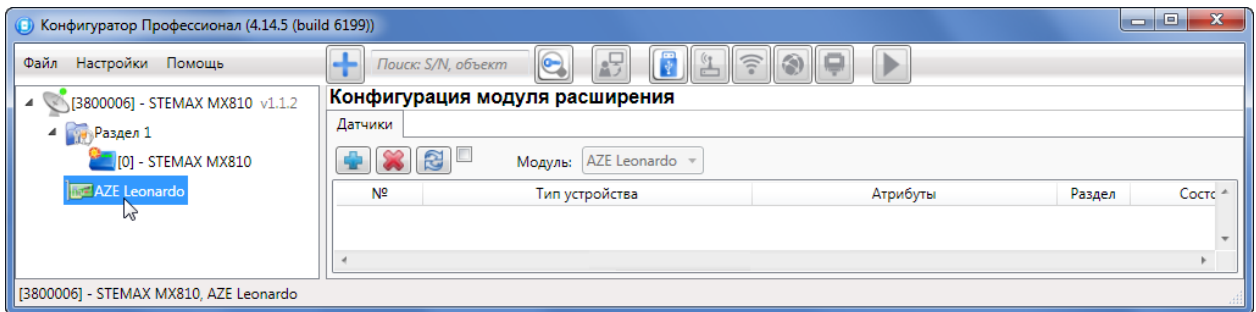 Конфигуратор Профессионал (4.14.5 (build 6199))
Файл Настройки Помощь
Поиск: S/N, объект
[3800006] - STEMAX MX810 v1.1.2
Раздел 1
[0] - STEMAX MX810
AZE Leonardo
Конфигурация модуля расширения
Датчики
Модуль: AZE Leonardo
№ Тип устройства Атрибуты Раздел Состо
[3800006] - STEMAX MX810, AZE Leonardo